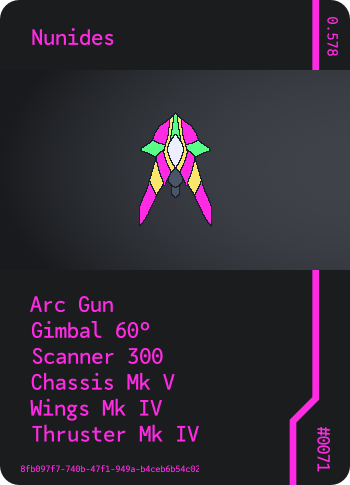 Nunides
0.578
Arc Gun
Gimbal 60°
Scanner 300
Chassis Mk V
Wings Mk IV
Thruster Mk IV
8fb097f7-740b-47f1-949a-b4ceb6b54c02
#0071